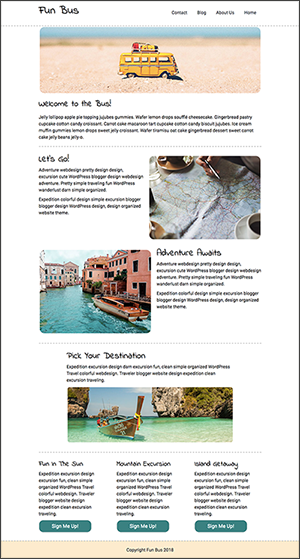 Fun Bus
Contact Blog About Us Home
Welcome to the Bus!
Jelly lollipop apple pie topping jujubes gummies. Wafer lemon drops soufflé cheesecake. Gingerbread pastry
cupcake cotton candy croissant. Carrot cake macaroon tart cupcake cotton candy biscuit jujubes. Ice cream
muffin gummies lemon drops sweet jelly croissant. Wafer tiramisu oat cake gingerbread dessert sweet carrot
cake jelly beans jelly-o.
Let's Go!
Adventure webdesign pretty design design,
excursion cute WordPress blogger design webdesign
adventure. Pretty simple traveling fun WordPress
wanderlust darn simple organized.
Expedition colorful design simple excursion blogger
blogger design WordPress design, design organized
website theme.
Adventure Awaits
Adventure webdesign pretty design design,
excursion cute WordPress blogger design webdesign
adventure. Pretty simple traveling fun WordPress
wanderlust darn simple organized.
Expedition colorful design simple excursion blogger
blogger design WordPress design, design organized
website theme.
Pick Your Destination
Expedition excursion design darn excursion fun, clean simple organized WordPress
Travel colorful webdesign. Traveler blogger website design expedition clean
excursion traveling.
Fun In The Sun
Expedition excursion design
excursion fun, clean simple
organized WordPress Travel
colorful webdesign. Traveler
blogger website design
expedition clean excursion
traveling.
Sign Me Up!
Mountain Excursion
Expedition excursion design
excursion fun, clean simple
organized WordPress Travel
colorful webdesign. Traveler
blogger website design
expedition clean excursion
traveling.
Sign Me Up!
Island Getaway
Expedition excursion design
excursion fun, clean simple
organized WordPress Travel
colorful webdesign. Traveler
blogger website design
expedition clean excursion
traveling.
Sign Me Up!
Copyright Fun Bus 2018